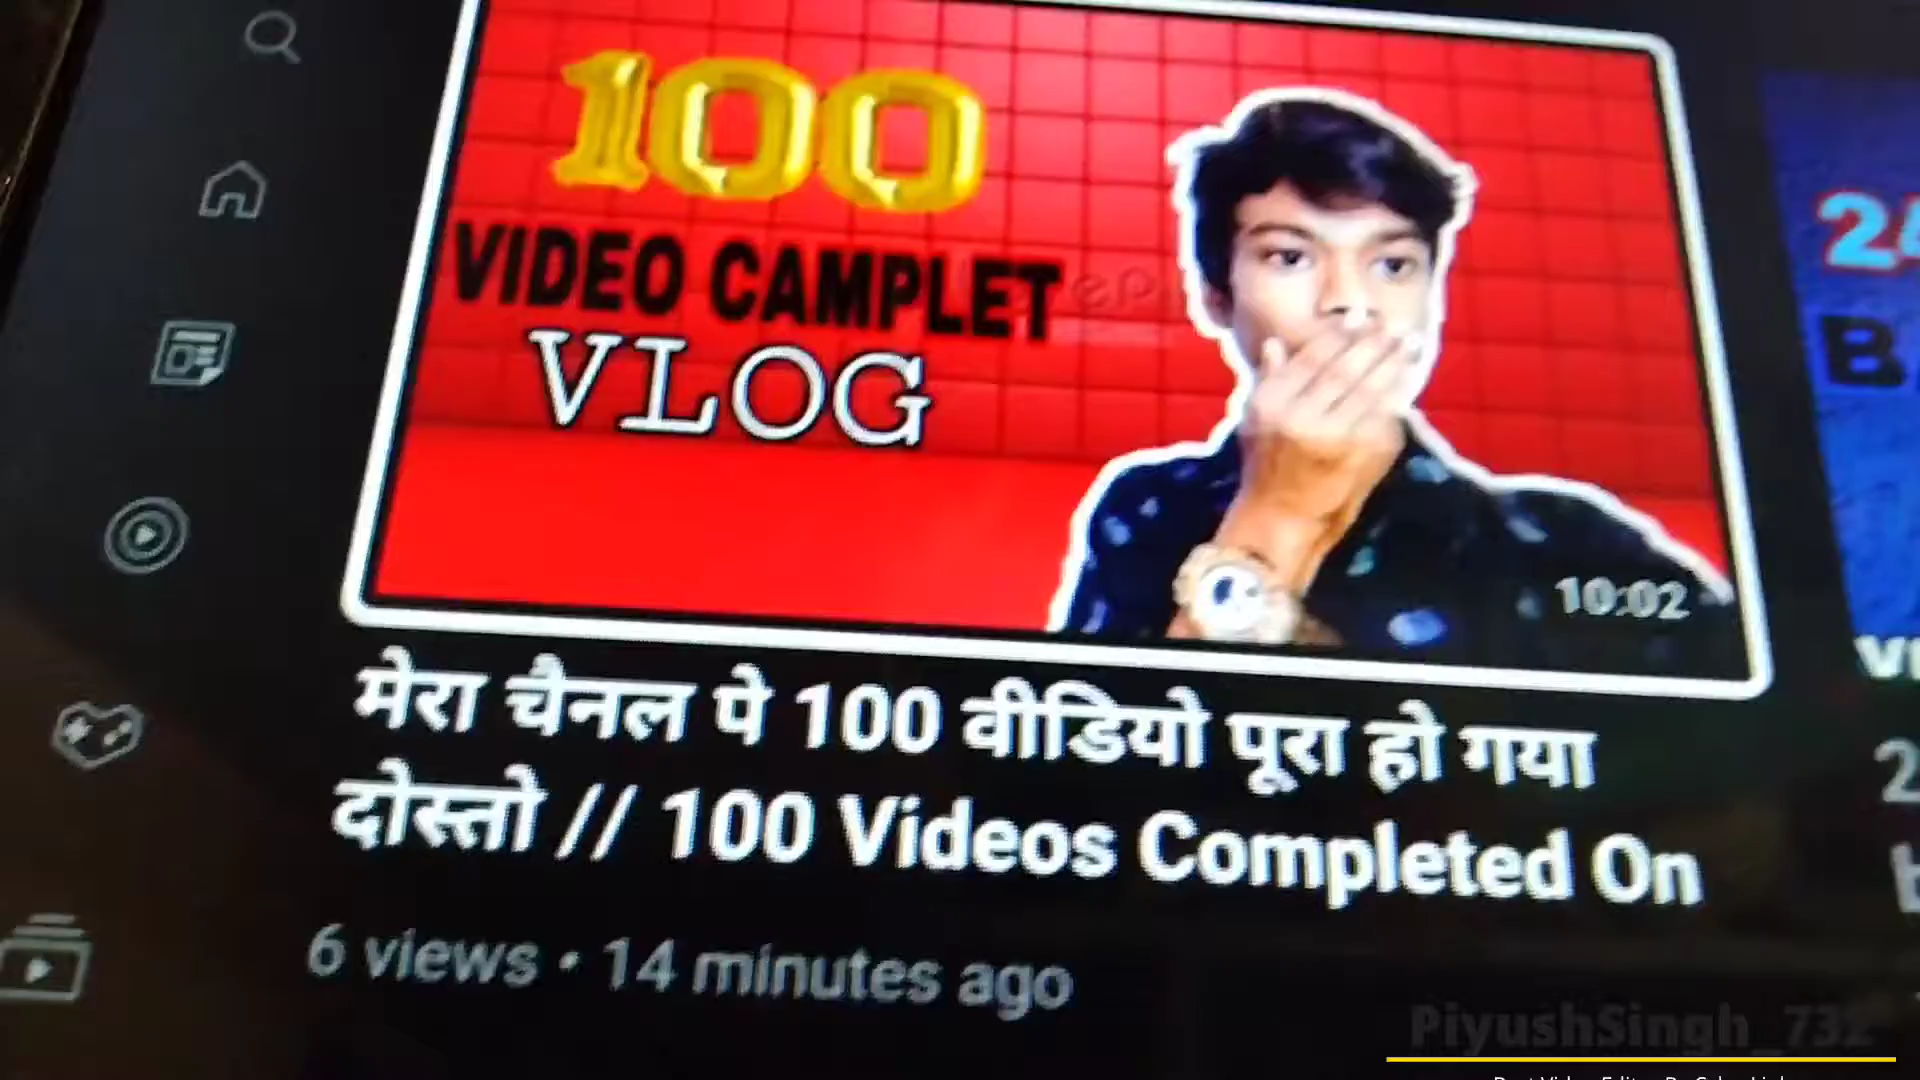 100
VIDEO CAMPLET
VLOG
10:02
मेरा चैनल पे 100 वीडियो पूरा हो गया
दोस्तो // 100 Videos Completed On
6 views • 14 minutes ago
PiyushSingh_732